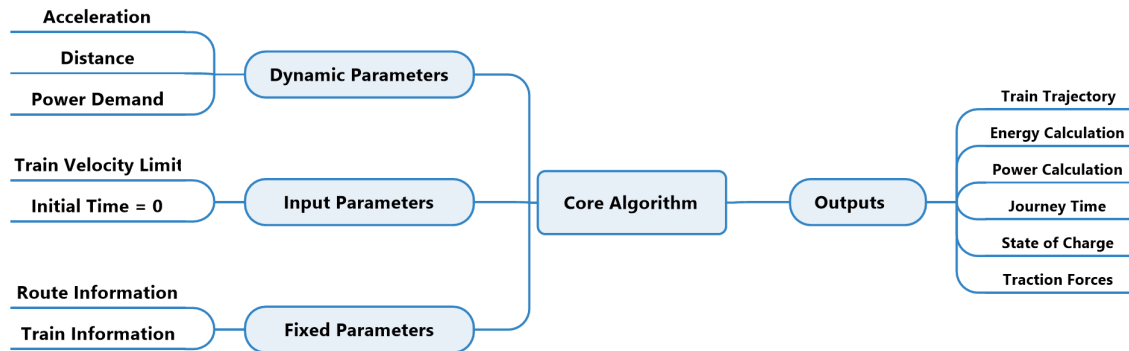 Acceleration
Distance
Power Demand
Dynamic Parameters
Train Velocity Limit
Initial Time = 0
Input Parameters
Route Information
Train Information
Fixed Parameters
Core Algorithm
Outputs
Train Trajectory
Energy Calculation
Power Calculation
Journey Time
State of Charge
Traction Forces